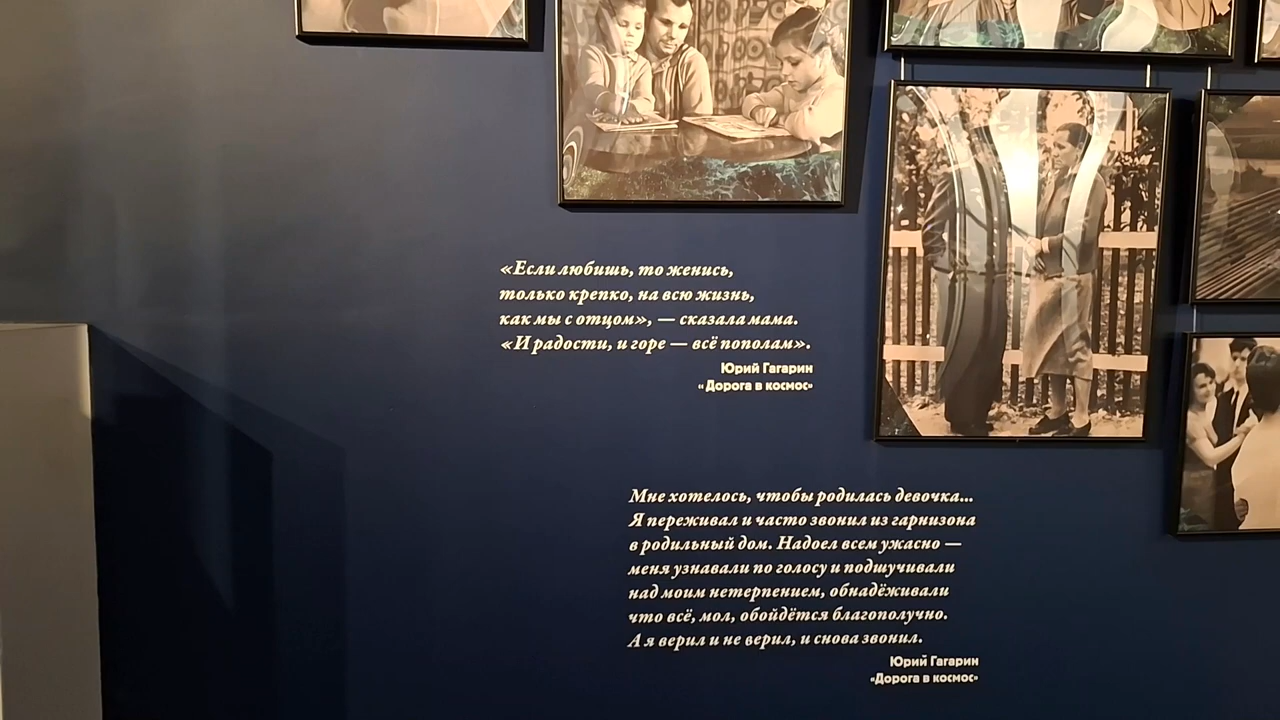 «Если любишь, то женись,
только крепко, на всю жизнь,
как мы с отцом», — сказала мама.
«И радости, и горе — всё пополам».
Юрий Гагарин
«Дорога в космос»
Мне хотелось, чтобы родилась девочка...
Я переживал и часто звонил из гарнизона
в родильный дом. Надоел всем ужасно —
меня узнавали по голосу и подшучивали
над моим нетерпением, обнадёживали
что всё, мол, обойдётся благополучно.
А я верил и не верил, и снова звонил.
Юрий Гагарин
«Дорога в космос»